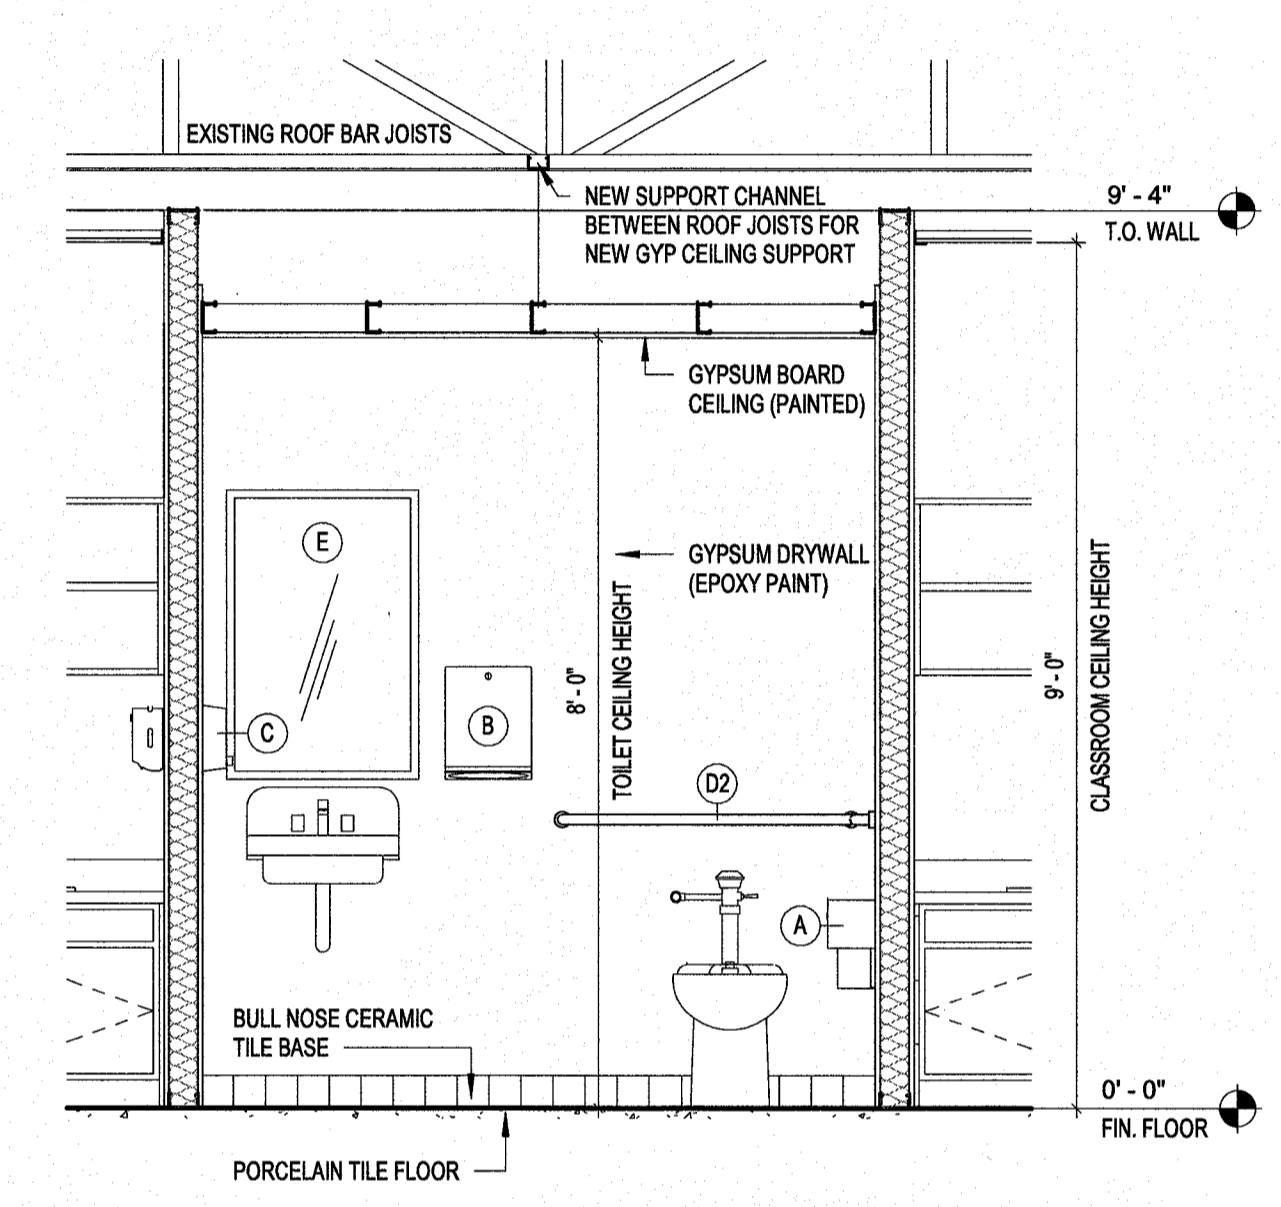 EXISTING ROOF BAR JOISTS
NEW SUPPORT CHANNEL
BETWEEN ROOF JOISTS FOR
NEW GYP CEILING SUPPORT
9' - 4"
T.O. WALL
GYPSUM BOARD
CEILING (PAINTED)
E
GYPSUM DRYWALL
(EPOXY PAINT)
8' - 0"
TOILET CEILING HEIGHT
9' - 0"
CLASSROOM CEILING HEIGHT
C
B
D2
A
BULL NOSE CERAMIC
TILE BASE
0' - 0"
FIN. FLOOR
PORCELAIN TILE FLOOR